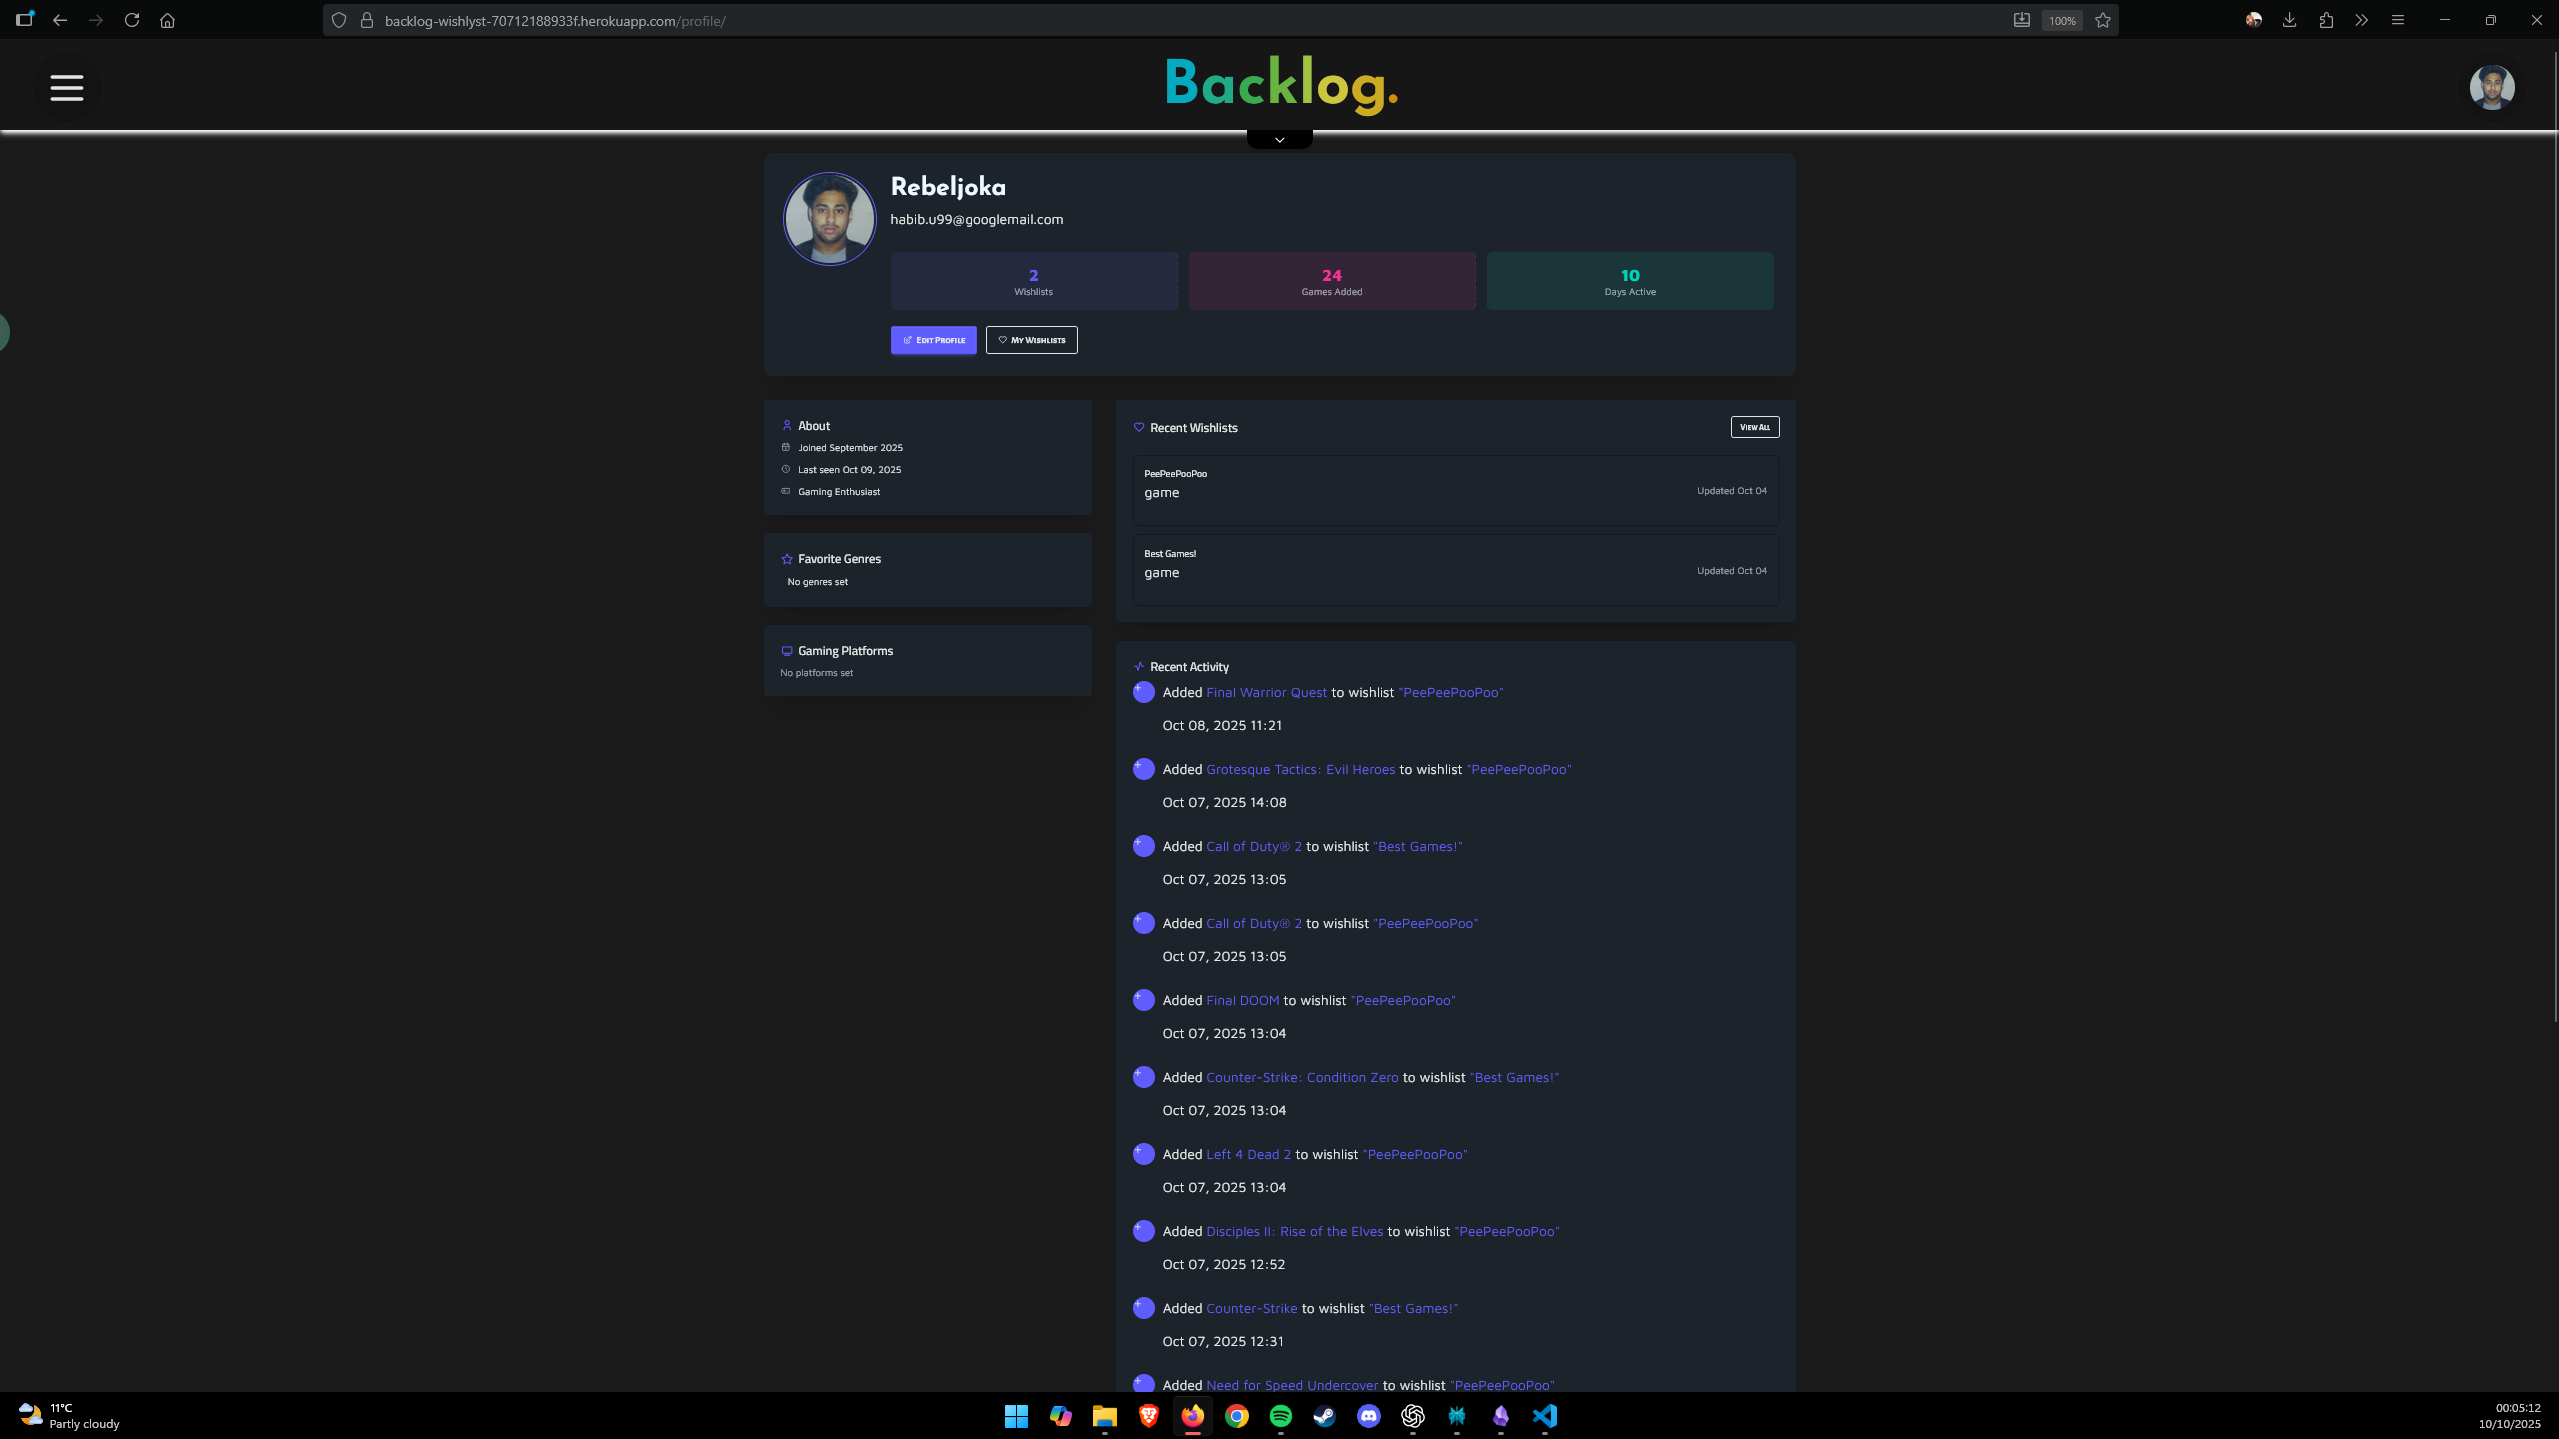 backlog-wishlyst-70712188933f.herokuapp.com/profile/
100%
Backlog.
Rebeljoka
habib.u99@googlemail.com
2
Wishlists
24
Games Added
10
Days Active
Edit Profile
My Wishlists
About
Joined September 2025
Last seen Oct 09, 2025
Gaming Enthusiast
Favorite Genres
No genres set
Gaming Platforms
No platforms set
Recent Wishlists
View All
PeePeePooPoo
game
Updated Oct 04
Best Games!
game
Updated Oct 04
Recent Activity
Added Final Warrior Quest to wishlist "PeePeePooPoo"
Oct 08, 2025 11:21
Added Grotesque Tactics: Evil Heroes to wishlist "PeePeePooPoo"
Oct 07, 2025 14:08
Added Call of Duty® 2 to wishlist "Best Games!"
Oct 07, 2025 13:05
Added Call of Duty® 2 to wishlist "PeePeePooPoo"
Oct 07, 2025 13:05
Added Final DOOM to wishlist "PeePeePooPoo"
Oct 07, 2025 13:04
Added Counter-Strike: Condition Zero to wishlist "Best Games!"
Oct 07, 2025 13:04
Added Left 4 Dead 2 to wishlist "PeePeePooPoo"
Oct 07, 2025 13:04
Added Disciples II: Rise of the Elves to wishlist "PeePeePooPoo"
Oct 07, 2025 12:52
Added Counter-Strike to wishlist "Best Games!"
Oct 07, 2025 12:31
Added Need for Speed Undercover to wishlist "PeePeePooPoo"
11°C
Partly cloudy
00:05:12
10/10/2025